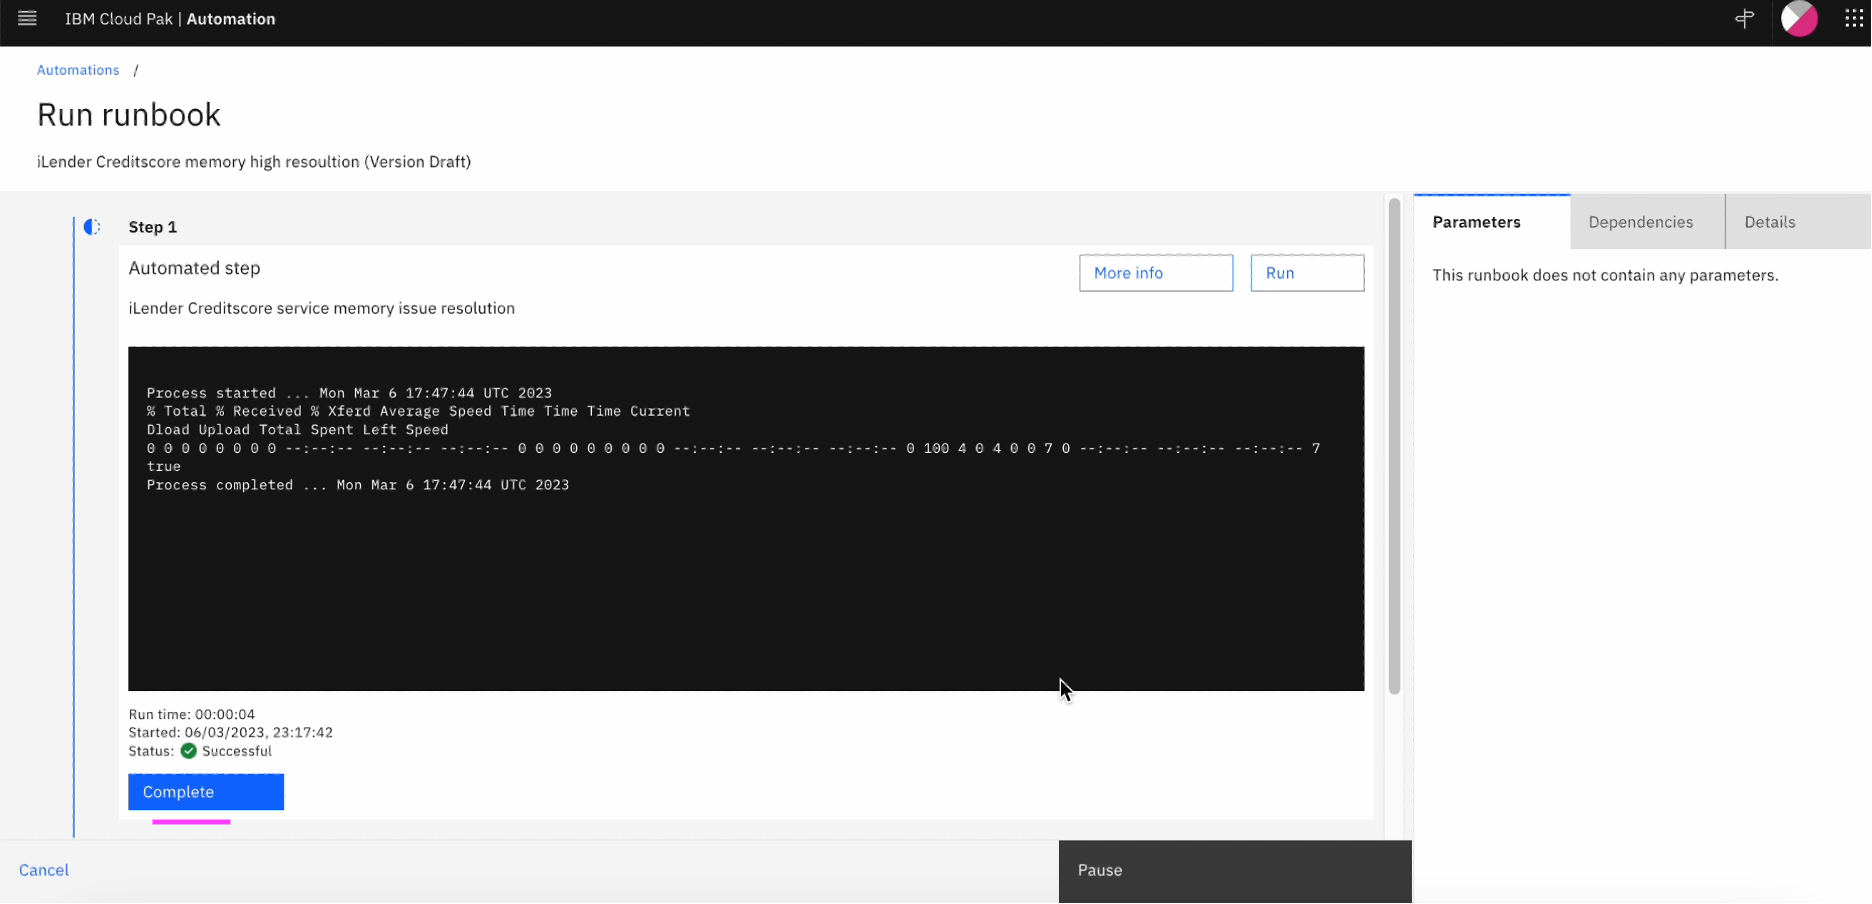 IBM Cloud Pak | Automation
Automations /
Run runbook
iLender Creditscore memory high resoultion (Version Draft)
Step 1
Automated step
More info
Run
iLender Creditscore service memory issue resolution
Process started ... Mon Mar 6 17:47:44 UTC 2023
% Total % Received % Xferd Average Speed Time Time Time Current
Dload Upload Total Spent Left Speed
0 0 0 0 0 0 0 0 --:--:-- --:--:-- --:--:-- 0 0 0 0 0 0 0 0 0 --:--:-- --:--:-- --:--:-- 0 100 4 0 4 0 0 7 0 --:--:-- --:--:-- --:--:-- 7
true
Process completed ... Mon Mar 6 17:47:44 UTC 2023
Run time: 00:00:04
Started: 06/03/2023, 23:17:42
Status: Successful
Complete
Cancel
Pause
Parameters
Dependencies
Details
This runbook does not contain any parameters.